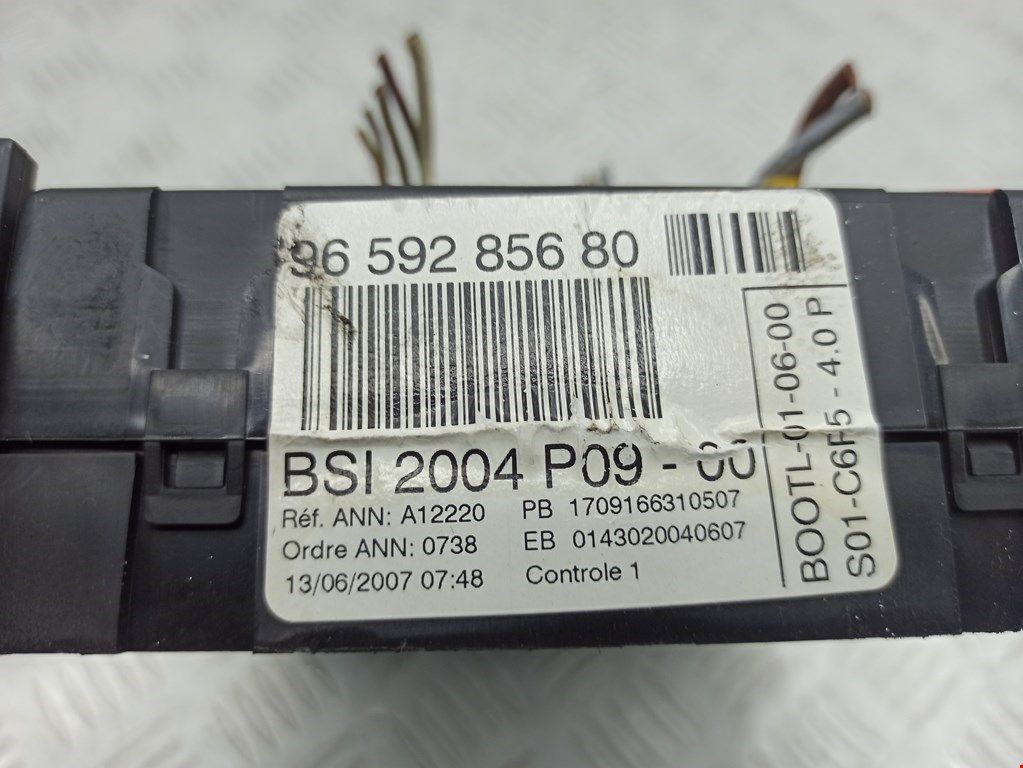 96 592 856 80
BSI 2004 P09 - 00
Réf. ANN: A12220 PB 1709166310507
Ordre ANN: 0738 EB 0143020040607
13/06/2007 07:48 Controle 1
BOOTL-01-06-00
S01-C6F5 - 4.0 P